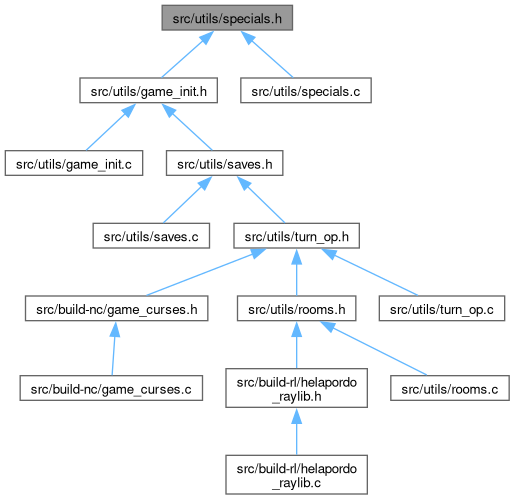 src/utils/specials.h
src/utils/game_init.h
src/utils/specials.c
src/utils/game_init.c
src/utils/saves.h
src/utils/saves.c
src/utils/turn_op.h
src/build-nc/game_curses.h
src/utils/rooms.h
src/utils/turn_op.c
src/build-nc/game_curses.c
src/build-rl/helapordo
_raylib.h
src/utils/rooms.c
src/build-rl/helapordo
_raylib.c